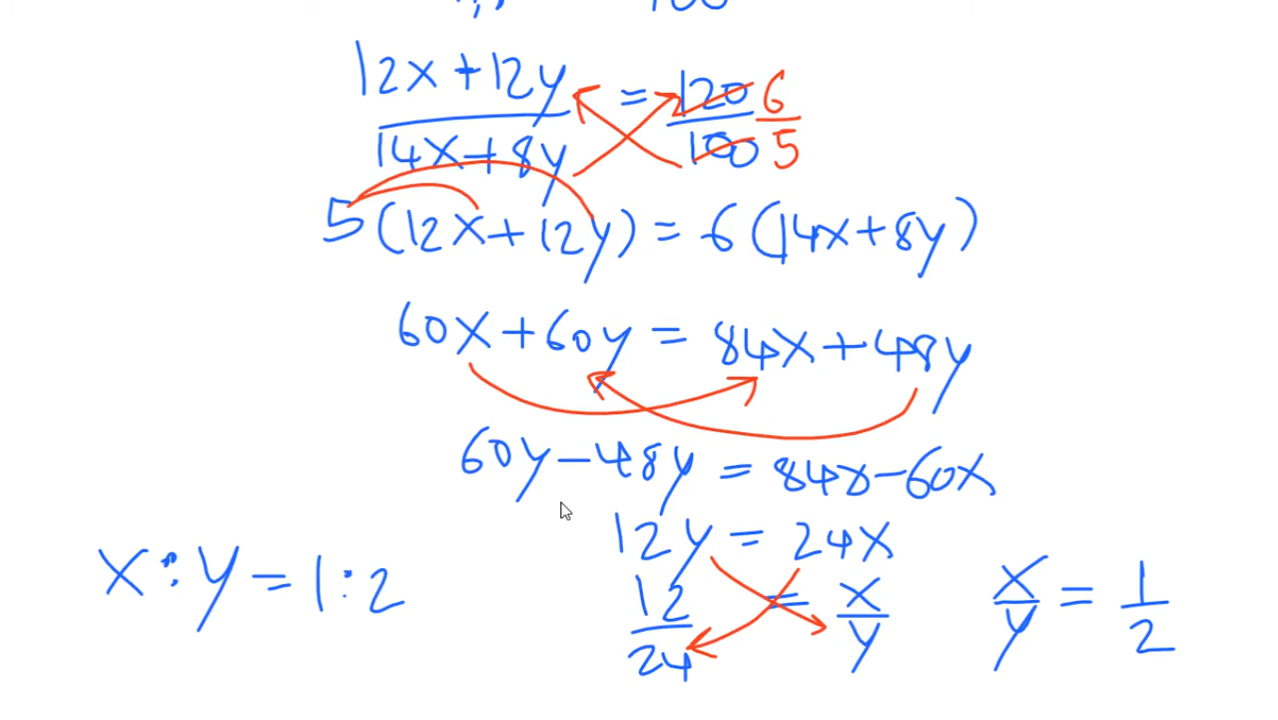 100
12x + 12y = 120 6
14x + 8y 100 5
5(12x + 12y) = 6(14x + 8y)
60x + 60y = 84x + 48y
60y - 48y = 84x - 60x
12y = 24x
x : y = 1 : 2
12 = x
24 y
x = 1
y 2